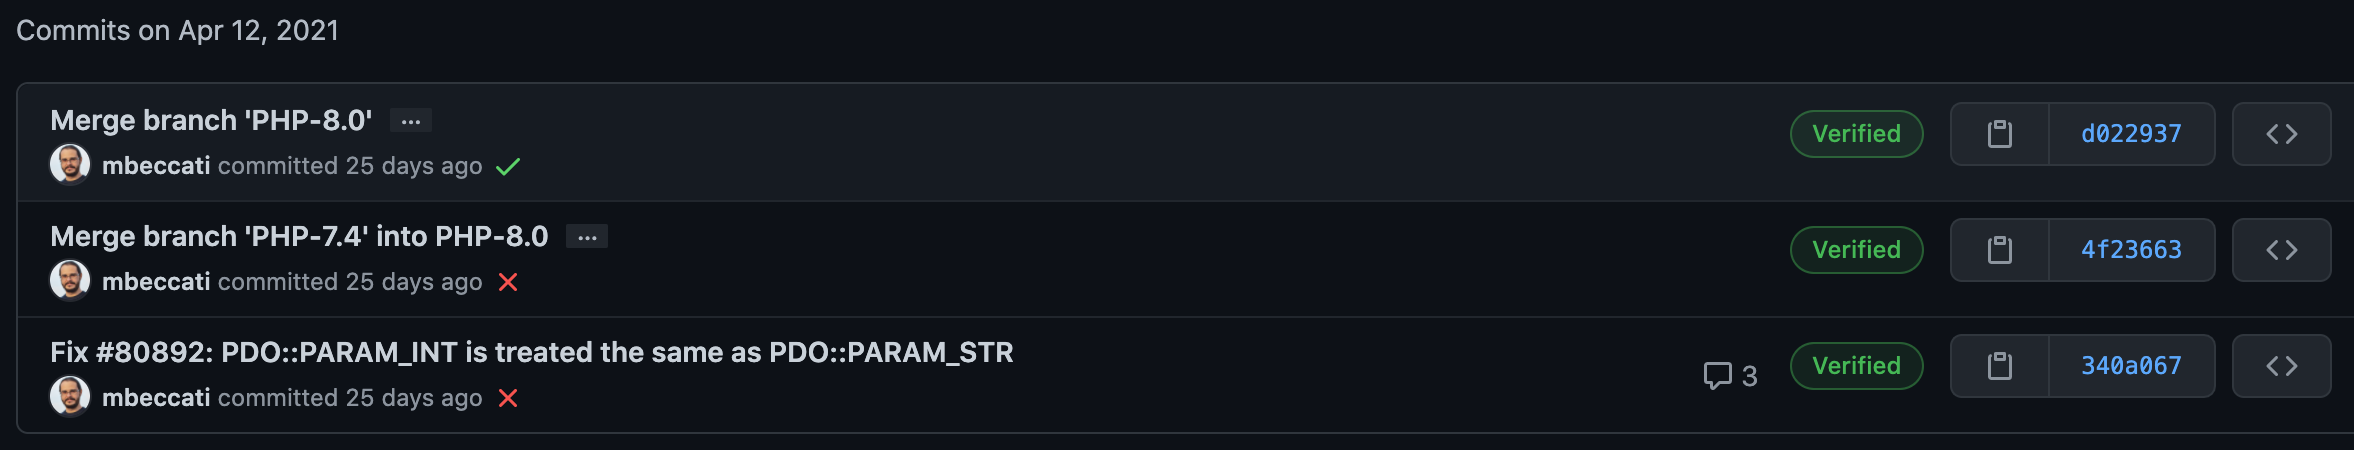 Commits on Apr 12, 2021
Merge branch 'PHP-8.0' ...
Verified
d022937
mbeccati committed 25 days ago
Merge branch 'PHP-7.4' into PHP-8.0 ...
Verified
4f23663
mbeccati committed 25 days ago
Fix #80892: PDO::PARAM_INT is treated the same as PDO::PARAM_STR
3
Verified
340a067
mbeccati committed 25 days ago